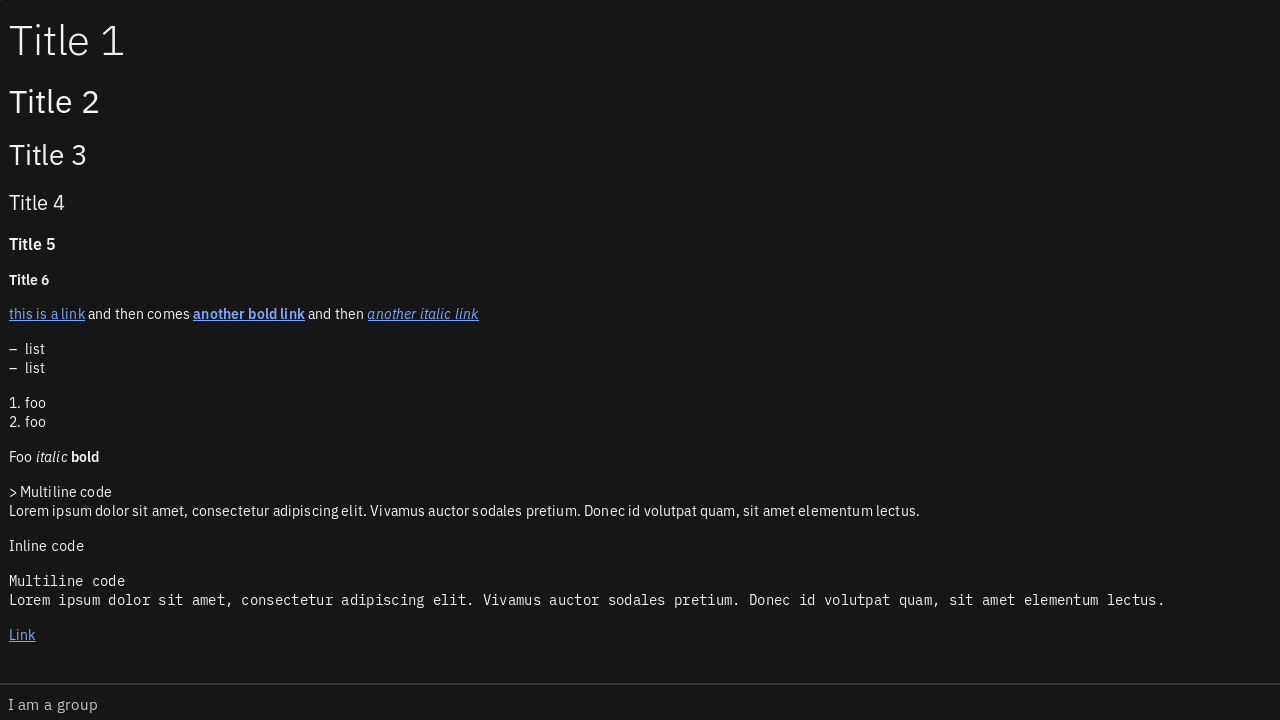 Title 1
Title 2
Title 3
Title 4
Title 5
Title 6
this is a link and then comes another bold link and then another italic link
– list
– list
1. foo
2. foo
Foo italic bold
> Multiline code
Lorem ipsum dolor sit amet, consectetur adipiscing elit. Vivamus auctor sodales pretium. Donec id volutpat quam, sit amet elementum lectus.
Inline code
Multiline code
Lorem ipsum dolor sit amet, consectetur adipiscing elit. Vivamus auctor sodales pretium. Donec id volutpat quam, sit amet elementum lectus.
Link
I am a group